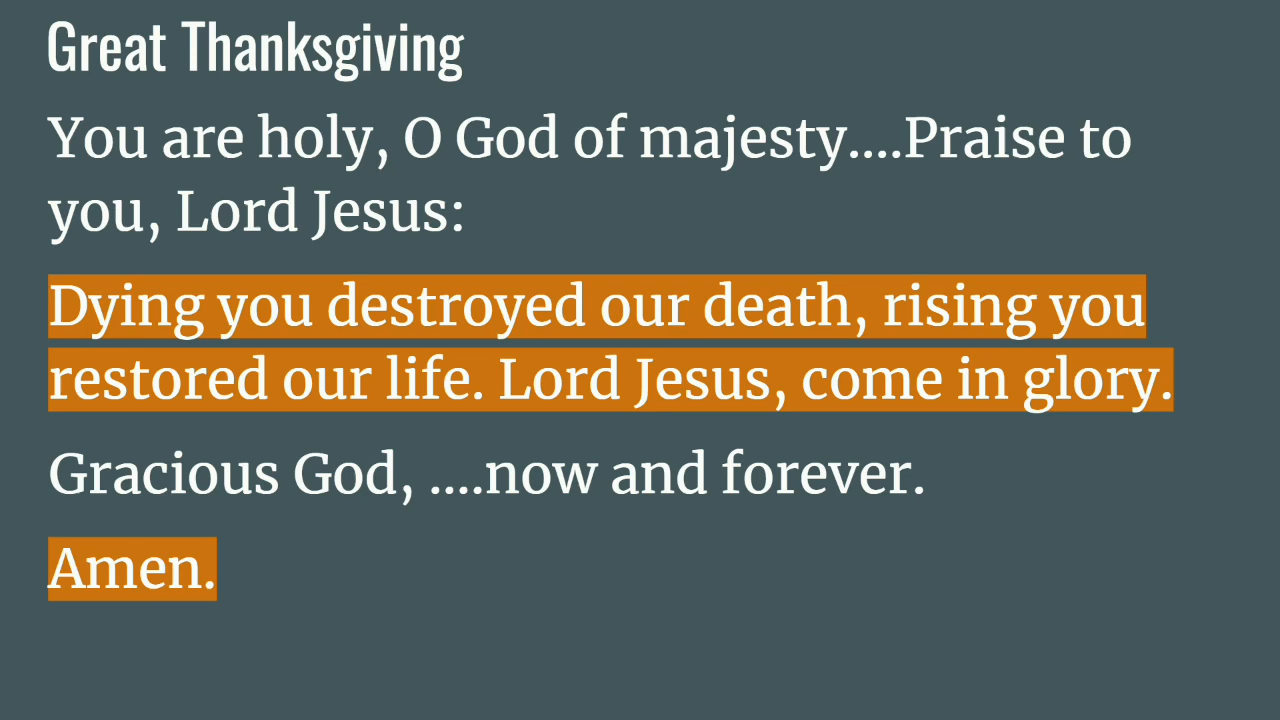 Great Thanksgiving
You are holy, O God of majesty....Praise to
you, Lord Jesus:
Dying you destroyed our death, rising you
restored our life. Lord Jesus, come in glory.
Gracious God, ....now and forever.
Amen.